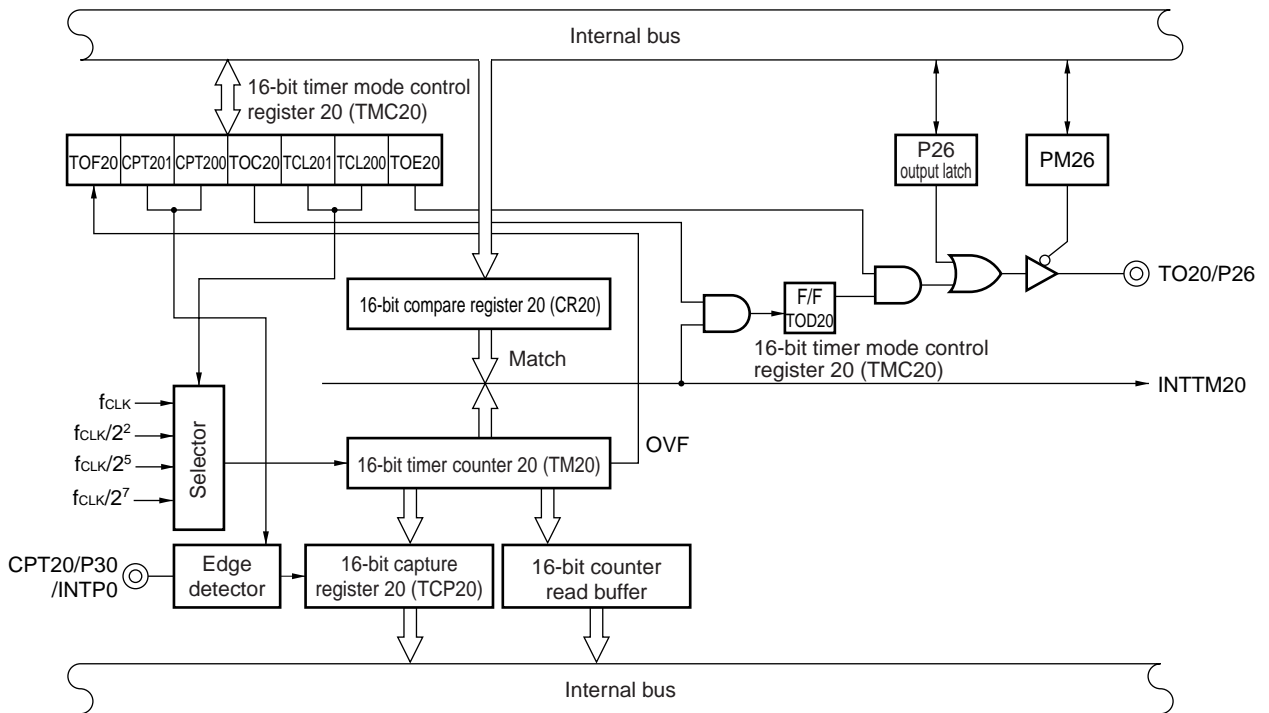 Internal bus
16-bit timer mode control
register 20 (TMC20)
TOF20 CPT201 CPT200 TOC20 TCL201 TCL200 TOE20
P26
output latch
PM26
TO20/P26
16-bit compare register 20 (CR20)
F/F
TOD20
16-bit timer mode control
register 20 (TMC20)
Match
INTTM20
fCLK
fCLK/2²
fCLK/2⁵
fCLK/2⁷
Selector
16-bit timer counter 20 (TM20)
OVF
CPT20/P30
/INTP0
Edge
detector
16-bit capture
register 20 (TCP20)
16-bit counter
read buffer
Internal bus